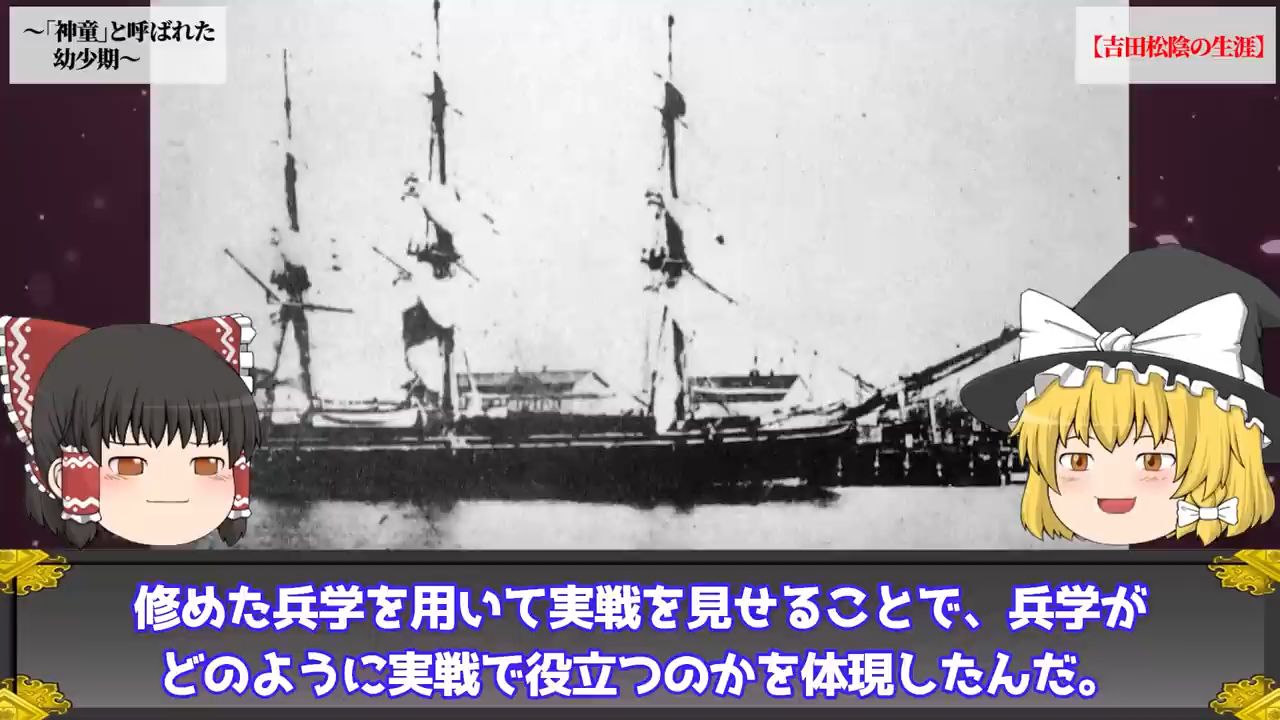 ～「神童」と呼ばれた
幼少期～
【吉田松陰の生涯】
修めた兵学を用いて実戦を見せることで、兵学が
どのように実戦で役立つのかを体現したんだ。